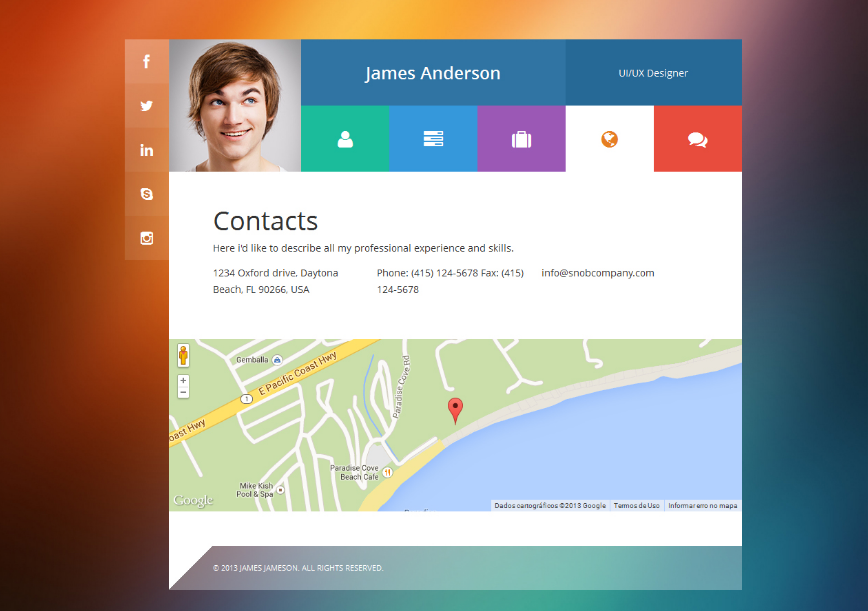 James Anderson
UI/UX Designer
Contacts
Here i'd like to describe all my professional experience and skills.
1234 Oxford drive, Daytona
Beach, FL 90266, USA
Phone: (415) 124-5678 Fax: (415)
124-5678
info@snobcompany.com
Gemballa
E Pacific Coast Hwy
1
Paradise Cove Rd
oast Hwy
Paradise Cove
Beach Cafe
Mike Kish
Pool & Spa
Google
Dados cartográficos ©2013 Google
Termos de Uso
Informar erro no mapa
© 2013 JAMES JAMESON. ALL RIGHTS RESERVED.